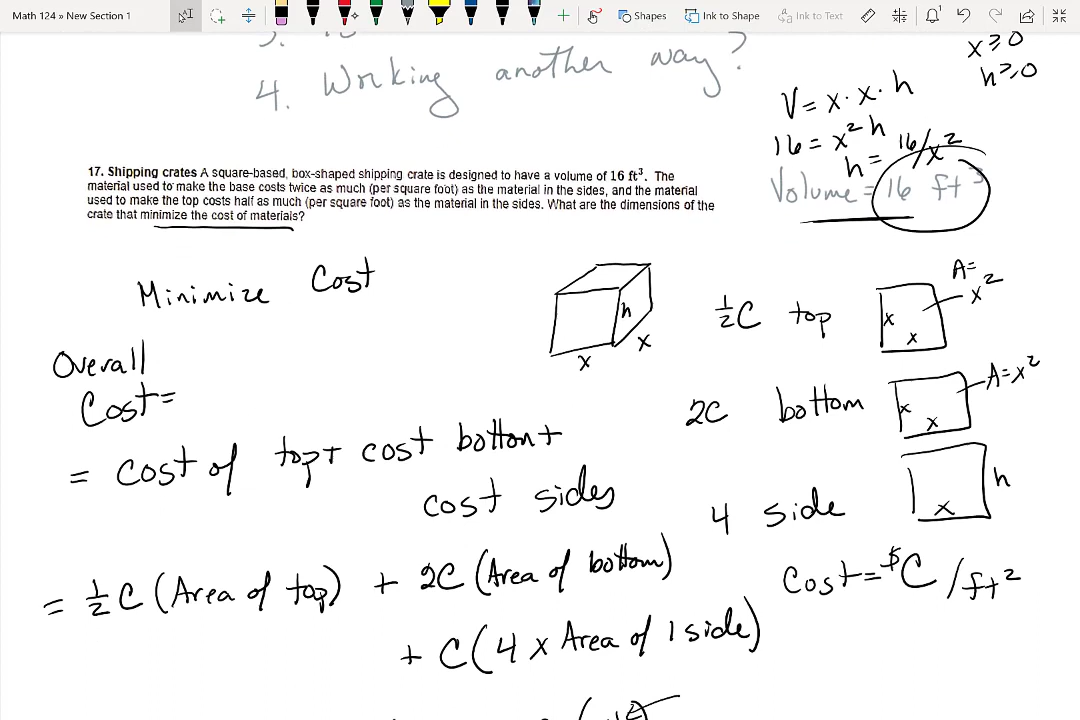 Math 124 » New Section 1
Shapes
Ink to Shape
Ink to Text
4. Working another way?
x ≥ 0
h ≥ 0
V = x · x · h
16 = x² h
h = 16/x²
Volume = 16 ft³
17. Shipping crates A square-based, box-shaped shipping crate is designed to have a volume of 16 ft³. The
material used to make the base costs twice as much (per square foot) as the material in the sides, and the material
used to make the top costs half as much (per square foot) as the material in the sides. What are the dimensions of the
crate that minimize the cost of materials?
Minimize Cost
h
x
x
½C top
x
x
A=
x²
Overall
Cost =
2C bottom
x
x
A=x²
= cost of top + cost bottom +
cost sides
4 side
x
h
Cost = $C/ft²
= ½C (Area of top) + 2C (Area of bottom)
+ C(4 x Area of 1 side)